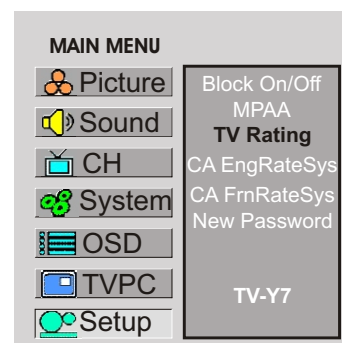 MAIN MENU
Picture
Sound
CH
System
OSD
TVPC
Setup
Block On/Off
MPAA
TV Rating
CA EngRateSys
CA FrnRateSys
New Password
TV-Y7